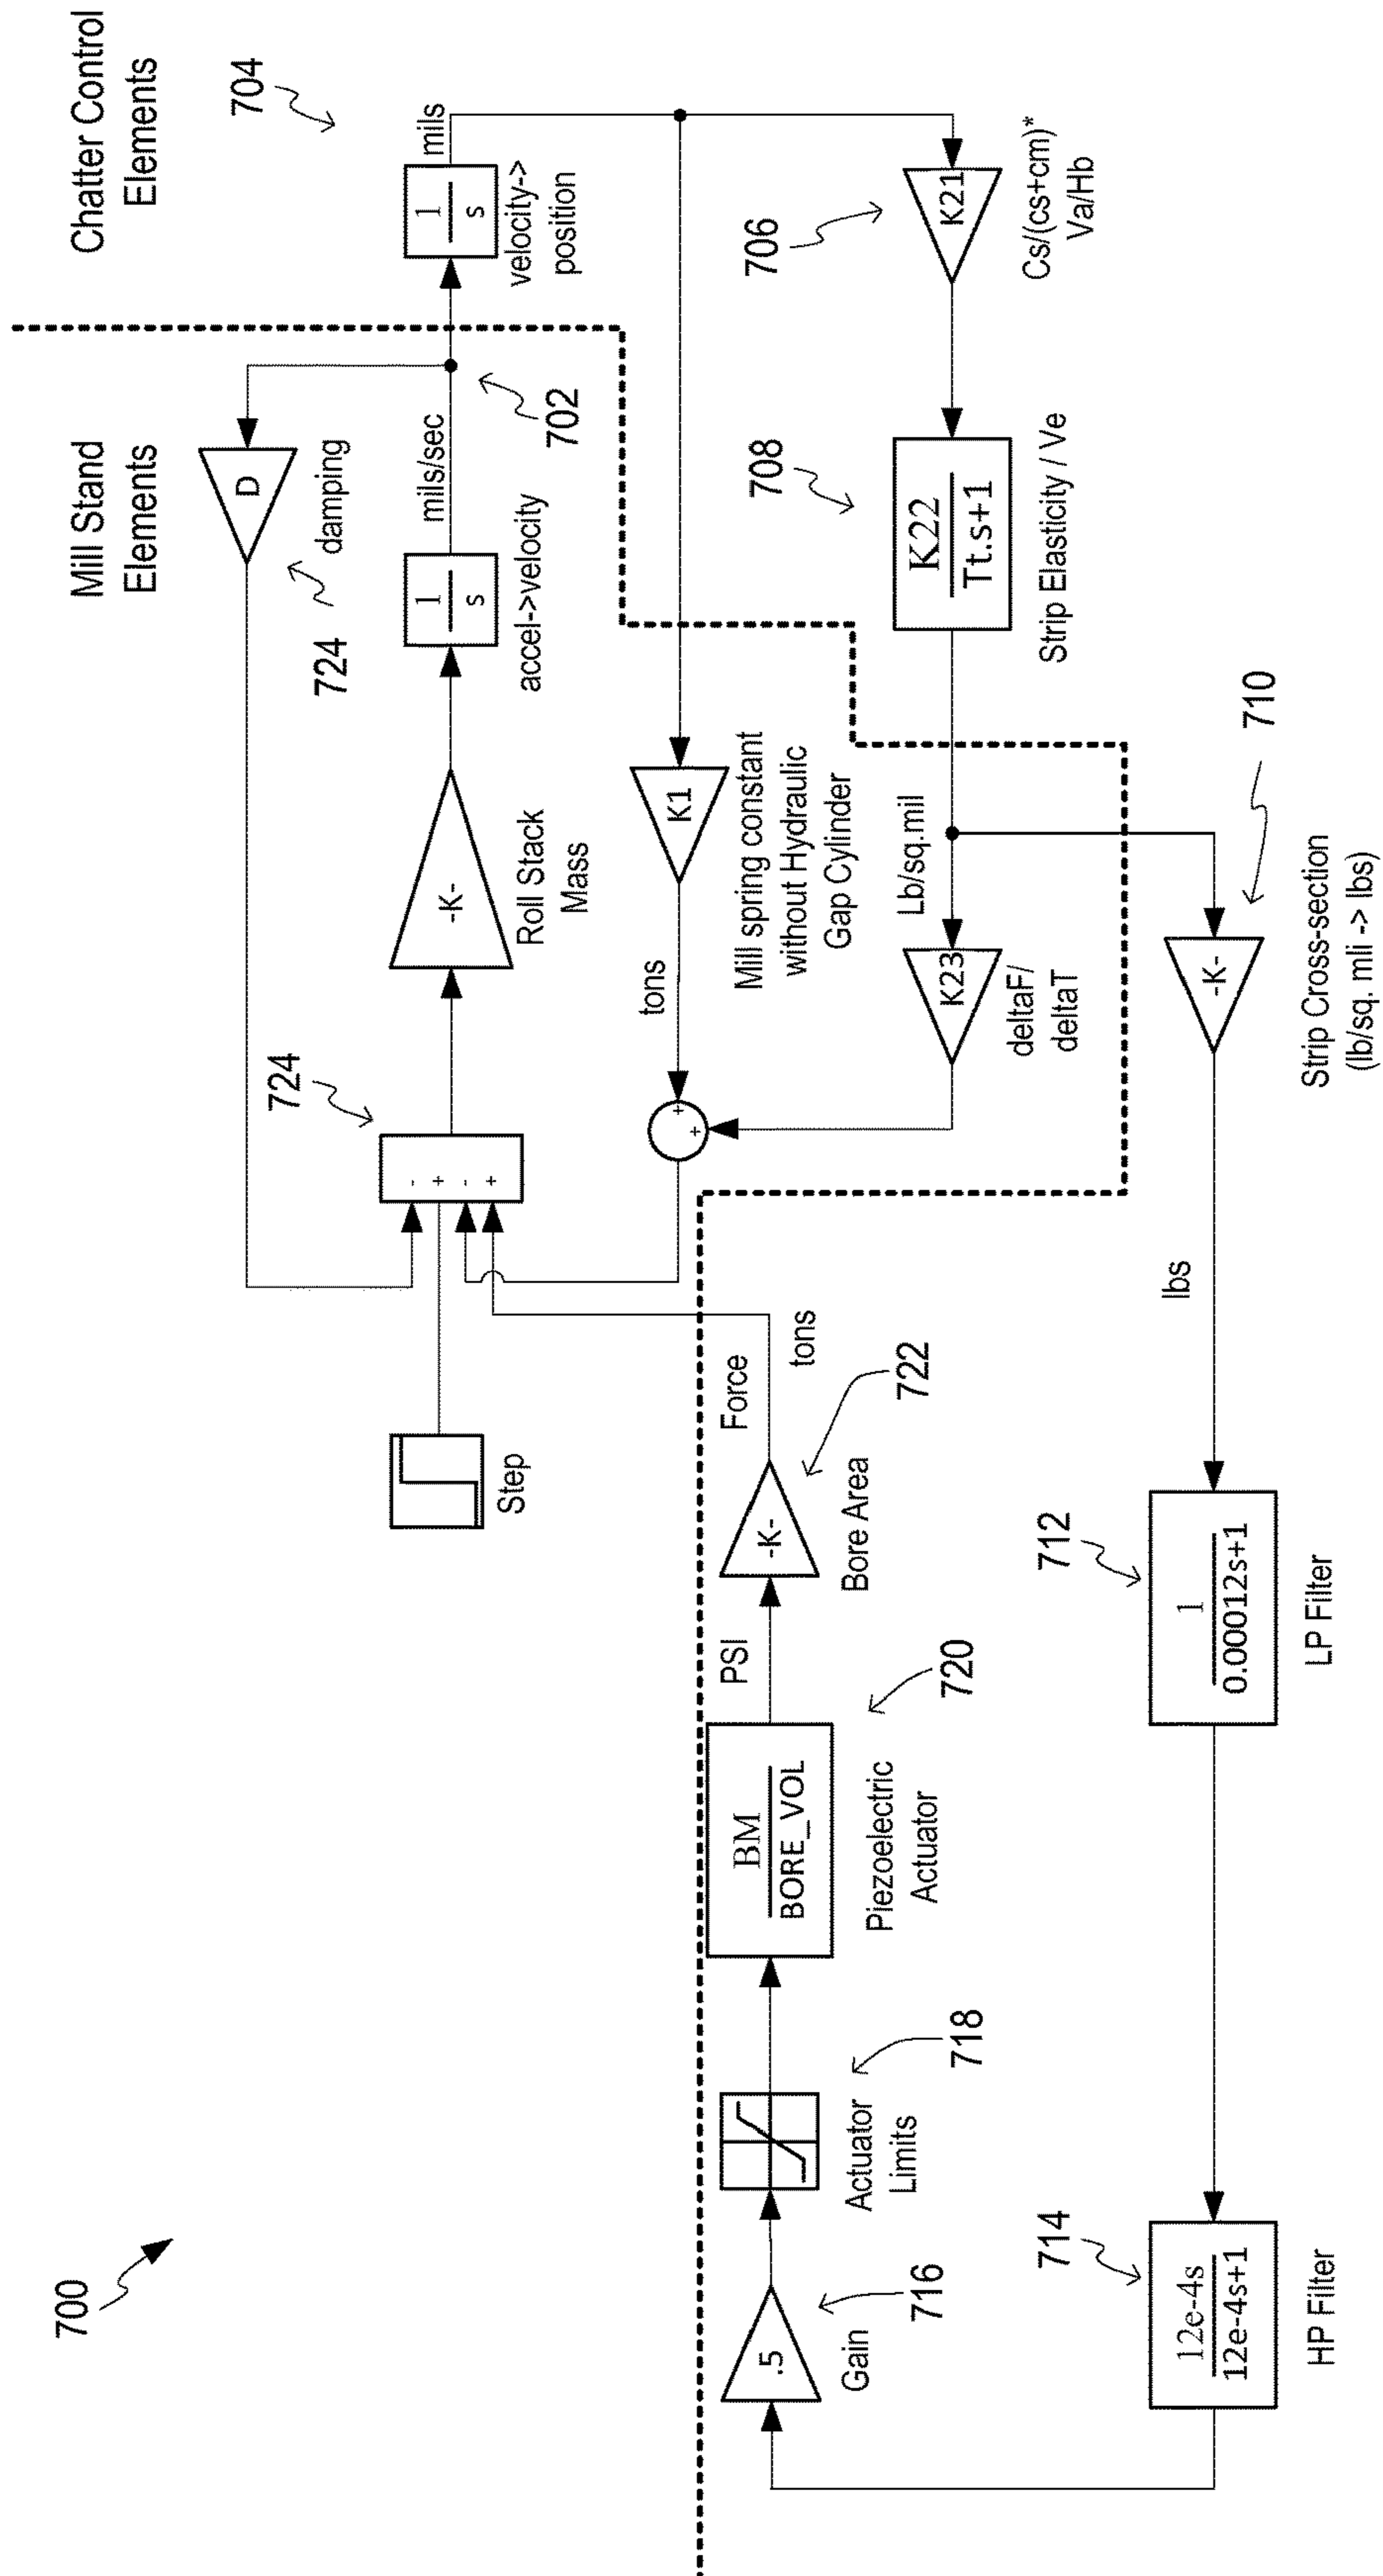 700
Mill Stand
Elements
Chatter Control
Elements
704
D
damping
724
724
-
+
-
+
-K-
Roll Stack
Mass
1
s
accel->velocity
mils/sec
702
1
s
velocity->
position
mils
Step
tons
K1
Mill spring constant
without Hydraulic
Gap Cylinder
+
+
716
.5
Gain
718
Actuator
Limits
BM
BORE_VOL
720
Piezoelectric
Actuator
PSI
-K-
Bore Area
722
Force
tons
K23
deltaF/
deltaT
Lb/sq.mil
708
K22
Tt.s+1
Strip Elasticity / Ve
706
K21
Cs/(cs+cm)*
Va/Hb
714
12e-4s
12e-4s+1
HP Filter
712
1
0.00012s+1
LP Filter
lbs
-K-
710
Strip Cross-section
(lb/sq. mli -> lbs)